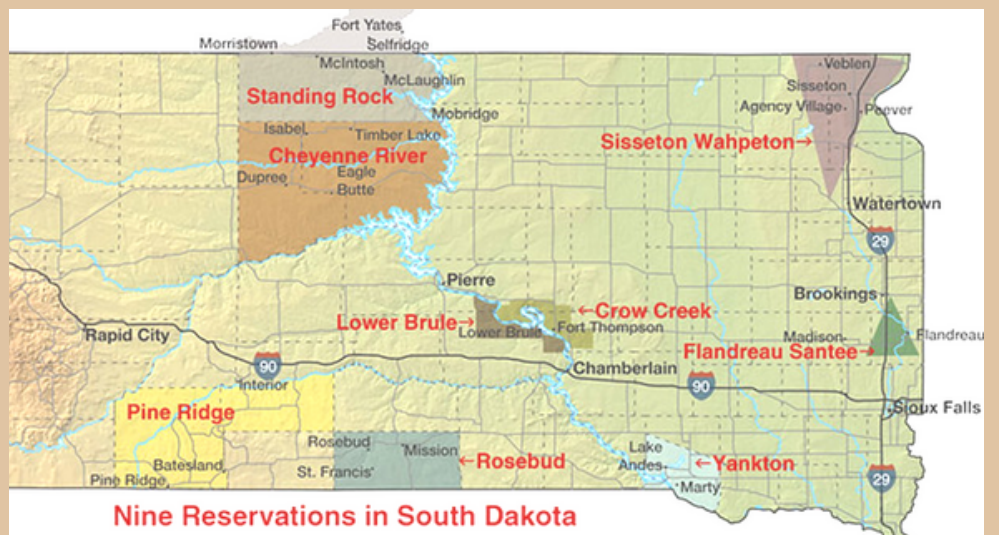 Fort Yates
Morristown
Selfridge
McIntosh
McLaughlin
Standing Rock
Mobridge
Isabel
Timber Lake
Cheyenne River
Dupree
Eagle
Butte
Veblen
Sisseton
Agency Village
Peever
Sisseton Wahpeton→
Watertown
29
Pierre
Brookings
Lower Brule→
Lower Brule
←Crow Creek
Fort Thompson
Madison
Flandreau
Flandreau Santee→
Rapid City
90
Interior
Chamberlain
90
Sioux Falls
Pine Ridge
Batesland
Pine Ridge
Rosebud
Mission
St. Francis
←Rosebud
Lake
Andes
←Yankton
Marty
29
Nine Reservations in South Dakota